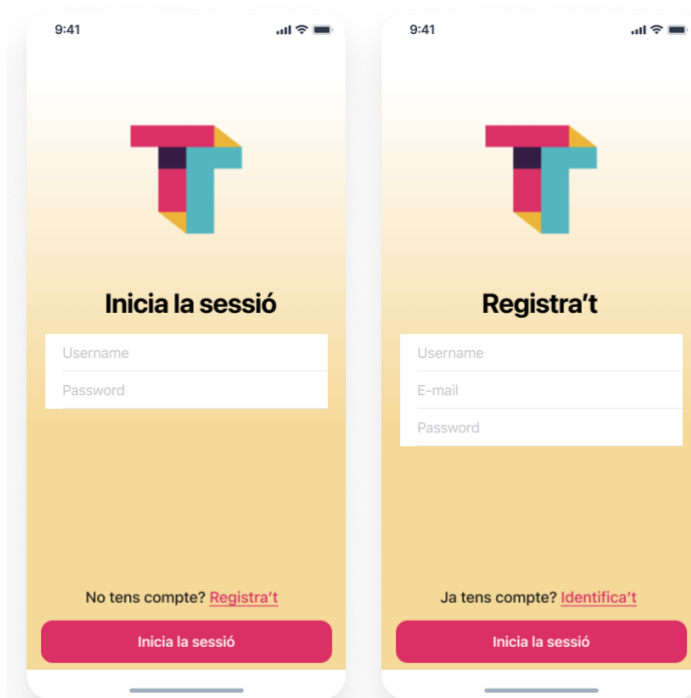 9:41
Inicia la sessió
Username
Password
No tens compte? Registra't
Inicia la sessió
9:41
Registra't
Username
E-mail
Password
Ja tens compte? Identifica't
Inicia la sessió